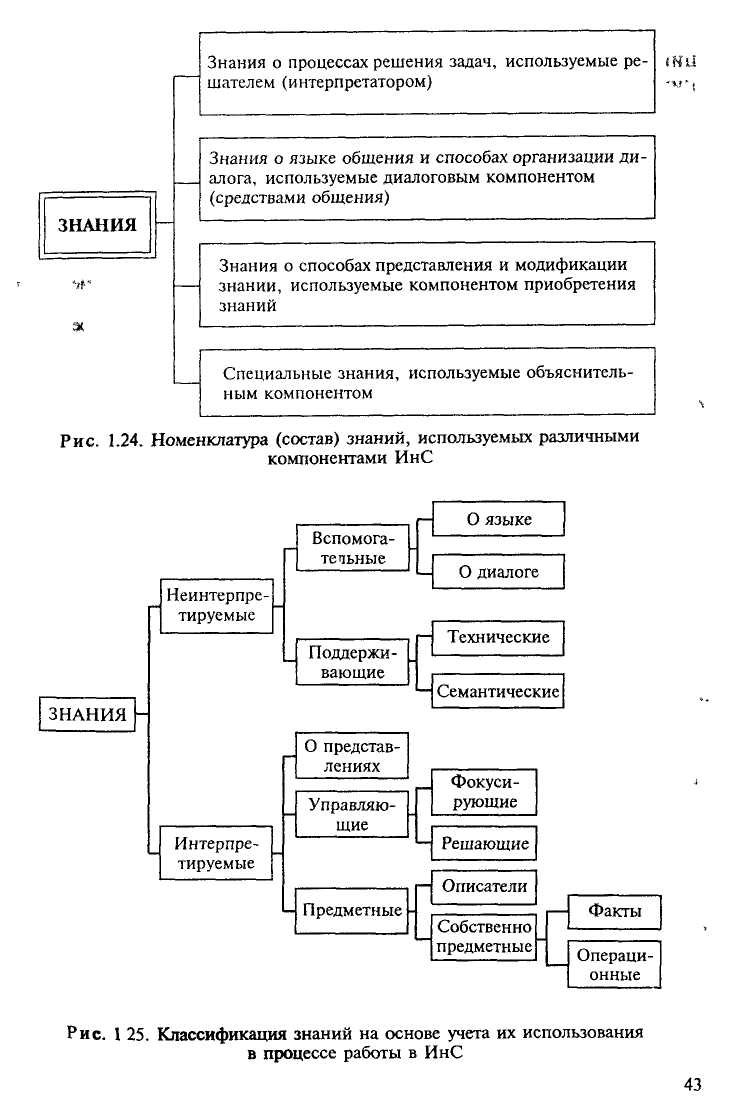 Знания о процессах решения задач, используемые ре-
шателем (интерпретатором)
Знания о языке общения и способах организации ди-
алога, используемые диалоговым компонентом
(средствами общения)
ЗНАНИЯ
Знания о способах представления и модификации
знании, используемые компонентом приобретения
знаний
Специальные знания, используемые объяснитель-
ным компонентом
Рис. 1.24. Номенклатура (состав) знаний, используемых различными
компонентами ИнС
О языке
Вспомога-
тельные
О диалоге
Неинтерпре-
тируемые
Технические
Поддержи-
вающие
Семантические
ЗНАНИЯ
О представ-
лениях
Фокуси-
рующие
Управляю-
щие
Решающие
Интерпре-
тируемые
Описатели
Предметные
Собственно
предметные
Факты
Операци-
онные
Рис. 1 25. Классификация знаний на основе учета их использования
в процессе работы в ИнС
43